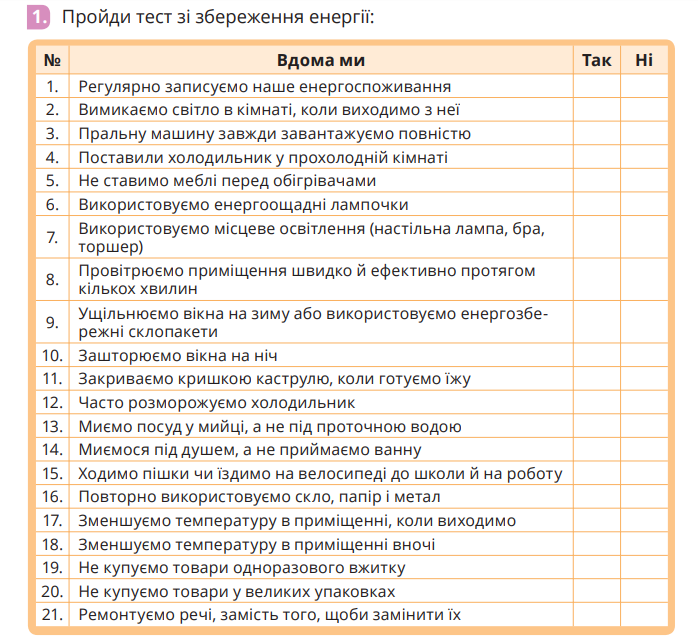 1. Пройди тест зі збереження енергії:
№ Вдома ми Так Ні
1. Регулярно записуємо наше енергоспоживання
2. Вимикаємо світло в кімнаті, коли виходимо з неї
3. Пральну машину завжди завантажуємо повністю
4. Поставили холодильник у прохолодній кімнаті
5. Не ставимо меблі перед обігрівачами
6. Використовуємо енергоощадні лампочки
7. Використовуємо місцеве освітлення (настільна лампа, бра,
торшер)
8. Провітрюємо приміщення швидко й ефективно протягом
кількох хвилин
9. Ущільнюємо вікна на зиму або використовуємо енергозбе-
режні склопакети
10. Зашторюємо вікна на ніч
11. Закриваємо кришкою каструлю, коли готуємо їжу
12. Часто розморожуємо холодильник
13. Миємо посуд у мийці, а не під проточною водою
14. Миємося під душем, а не приймаємо ванну
15. Ходимо пішки чи їздимо на велосипеді до школи й на роботу
16. Повторно використовуємо скло, папір і метал
17. Зменшуємо температуру в приміщенні, коли виходимо
18. Зменшуємо температуру в приміщенні вночі
19. Не купуємо товари одноразового вжитку
20. Не купуємо товари у великих упаковках
21. Ремонтуємо речі, замість того, щоби замінити їх